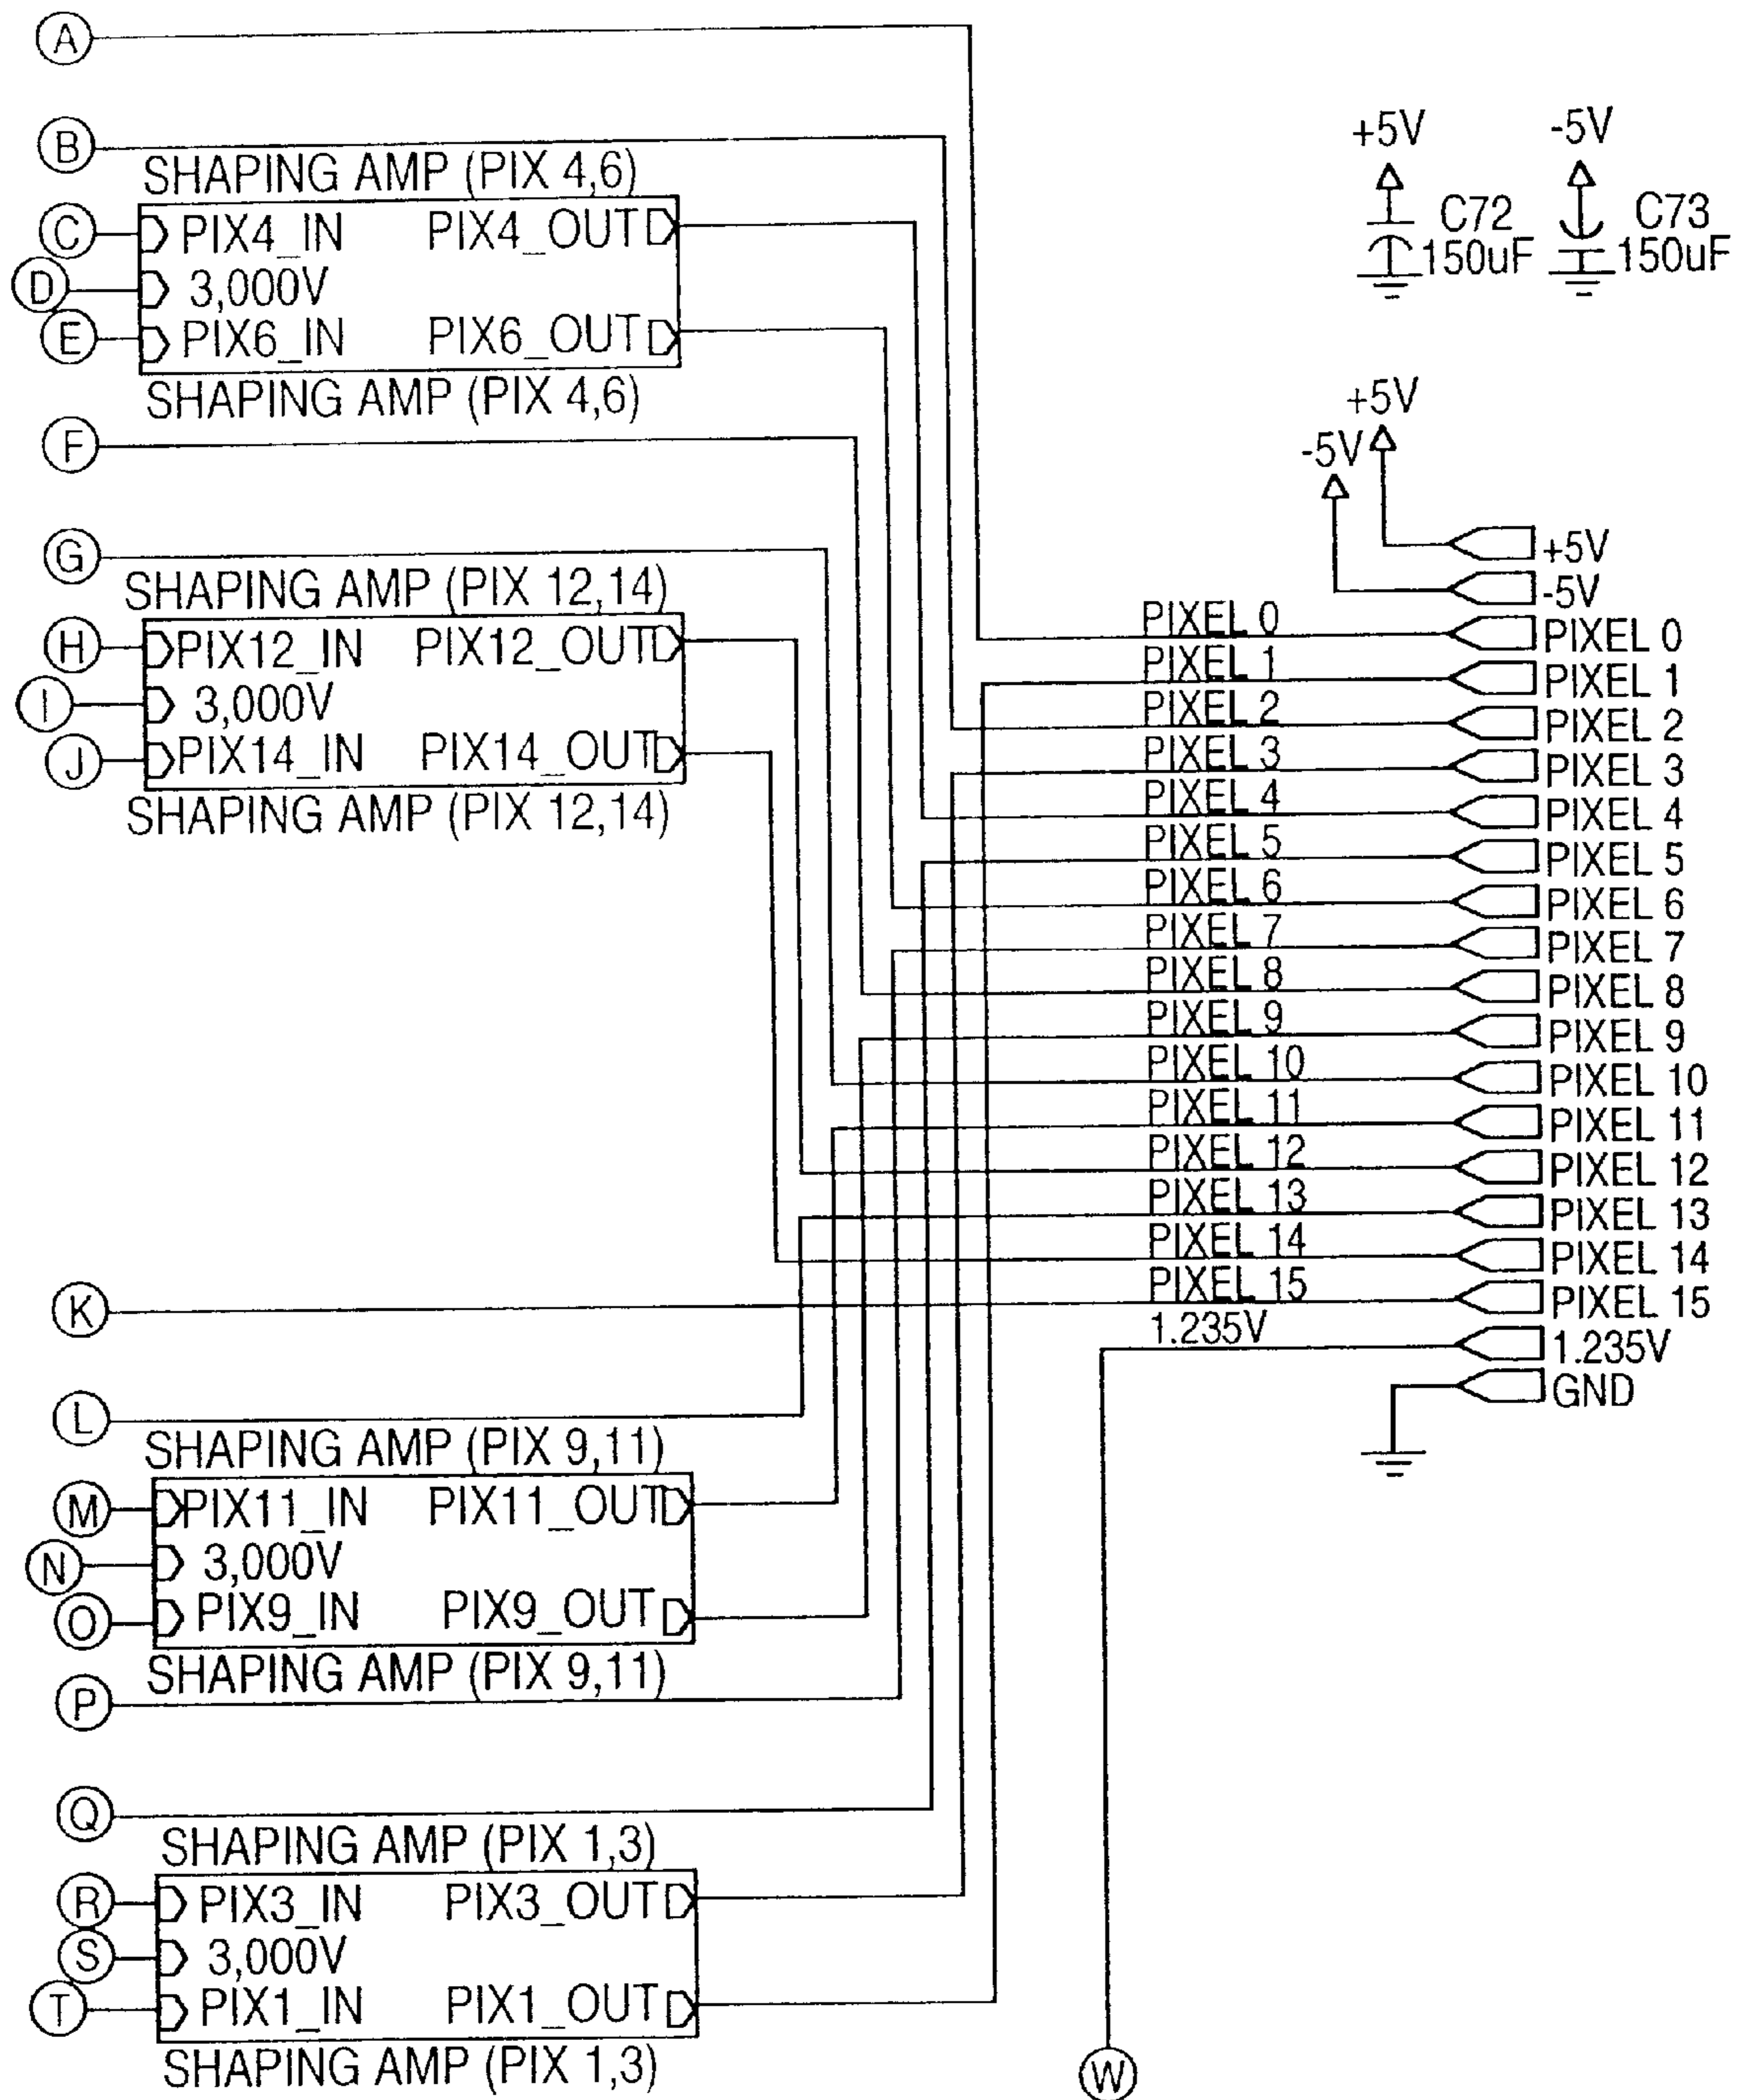 A
B
SHAPING AMP (PIX 4,6)
C
PIX4_IN PIX4_OUT
D
3,000V
E
PIX6_IN PIX6_OUT
SHAPING AMP (PIX 4,6)
F
G
SHAPING AMP (PIX 12,14)
H
PIX12_IN PIX12_OUT
I
3,000V
J
PIX14_IN PIX14_OUT
SHAPING AMP (PIX 12,14)
K
L
SHAPING AMP (PIX 9,11)
M
PIX11_IN PIX11_OUT
N
3,000V
O
PIX9_IN PIX9_OUT
SHAPING AMP (PIX 9,11)
P
Q
SHAPING AMP (PIX 1,3)
R
PIX3_IN PIX3_OUT
S
3,000V
T
PIX1_IN PIX1_OUT
SHAPING AMP (PIX 1,3)
+5V
C72
150uF
-5V
C73
150uF
+5V
-5V
+5V
-5V
PIXEL 0 PIXEL 0
PIXEL 1 PIXEL 1
PIXEL 2 PIXEL 2
PIXEL 3 PIXEL 3
PIXEL 4 PIXEL 4
PIXEL 5 PIXEL 5
PIXEL 6 PIXEL 6
PIXEL 7 PIXEL 7
PIXEL 8 PIXEL 8
PIXEL 9 PIXEL 9
PIXEL 10 PIXEL 10
PIXEL 11 PIXEL 11
PIXEL 12 PIXEL 12
PIXEL 13 PIXEL 13
PIXEL 14 PIXEL 14
PIXEL 15 PIXEL 15
1.235V 1.235V
GND
W